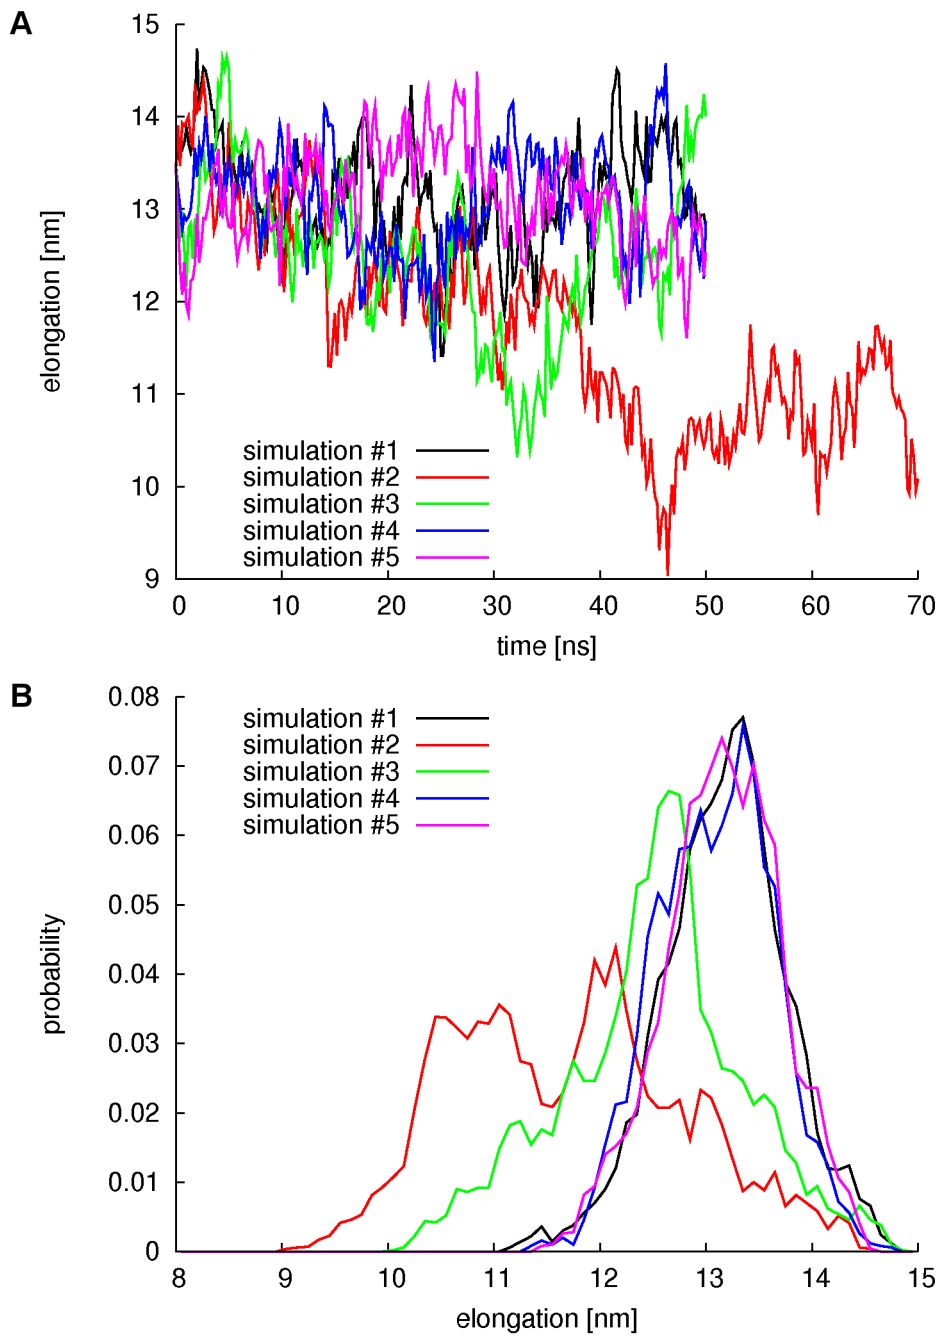 A
15
14
13
12
11
10
9
elongation [nm]
simulation #1
simulation #2
simulation #3
simulation #4
simulation #5
0 10 20 30 40 50 60 70
time [ns]
B
0.08
0.07
0.06
0.05
0.04
0.03
0.02
0.01
0
probability
simulation #1
simulation #2
simulation #3
simulation #4
simulation #5
8 9 10 11 12 13 14 15
elongation [nm]